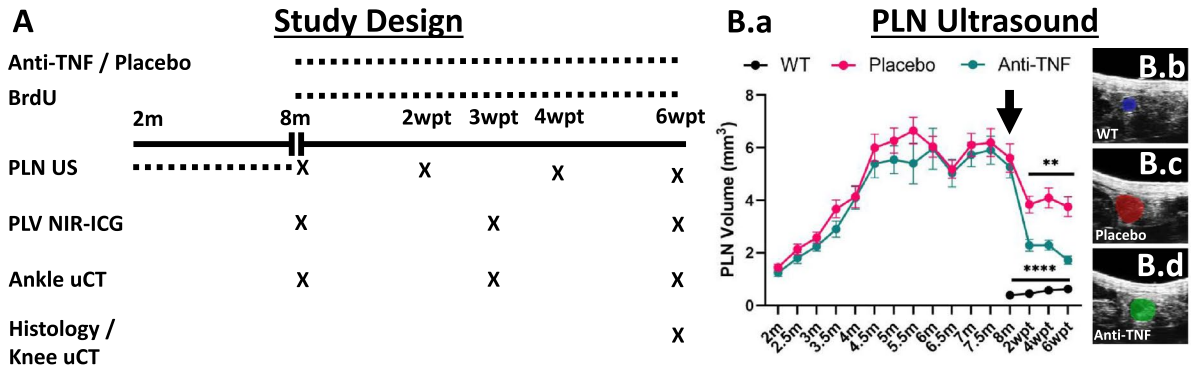 A Study Design
Anti-TNF / Placebo
BrdU
2m 8m 2wpt 3wpt 4wpt 6wpt
PLN US X X X X
PLV NIR-ICG X X X
Ankle uCT X X X
Histology / X
Knee uCT
B.a PLN Ultrasound
WT Placebo Anti-TNF
PLN Volume (mm³)
8
6
4
2
0
**
****
2m 2.5m 3m 3.5m 4m 4.5m 5m 5.5m 6m 6.5m 7m 7.5m 8m 2wpt 4wpt 6wpt
B.b
WT
B.c
Placebo
B.d
Anti-TNF